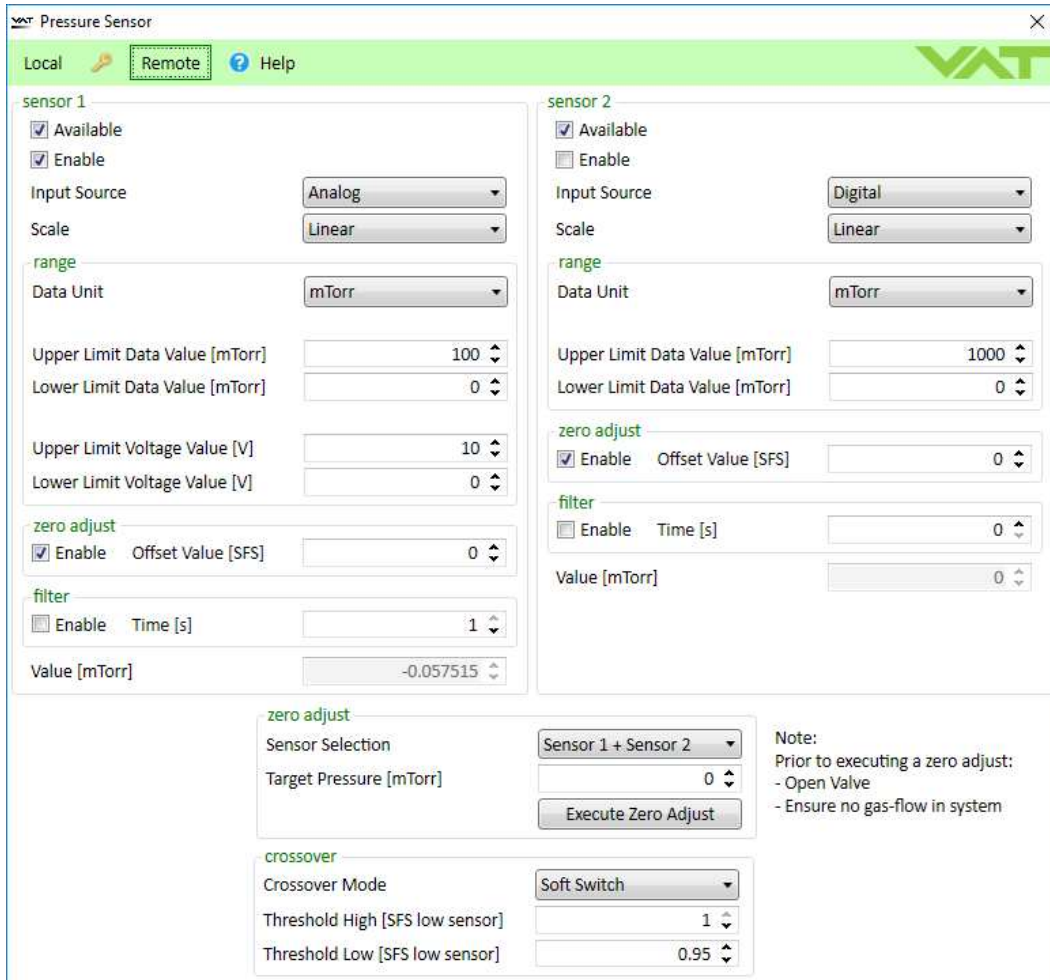 VAT Pressure Sensor
Local Remote Help VAT
sensor 1
Available
Enable
Input Source Analog
Scale Linear
range
Data Unit mTorr
Upper Limit Data Value [mTorr] 100
Lower Limit Data Value [mTorr] 0
Upper Limit Voltage Value [V] 10
Lower Limit Voltage Value [V] 0
zero adjust
Enable Offset Value [SFS] 0
filter
Enable Time [s] 1
Value [mTorr] -0.057515
sensor 2
Available
Enable
Input Source Digital
Scale Linear
range
Data Unit mTorr
Upper Limit Data Value [mTorr] 1000
Lower Limit Data Value [mTorr] 0
zero adjust
Enable Offset Value [SFS] 0
filter
Enable Time [s] 0
Value [mTorr] 0
zero adjust
Sensor Selection Sensor 1 + Sensor 2
Target Pressure [mTorr] 0
Execute Zero Adjust
Note:
Prior to executing a zero adjust:
- Open Valve
- Ensure no gas-flow in system
crossover
Crossover Mode Soft Switch
Threshold High [SFS low sensor] 1
Threshold Low [SFS low sensor] 0.95